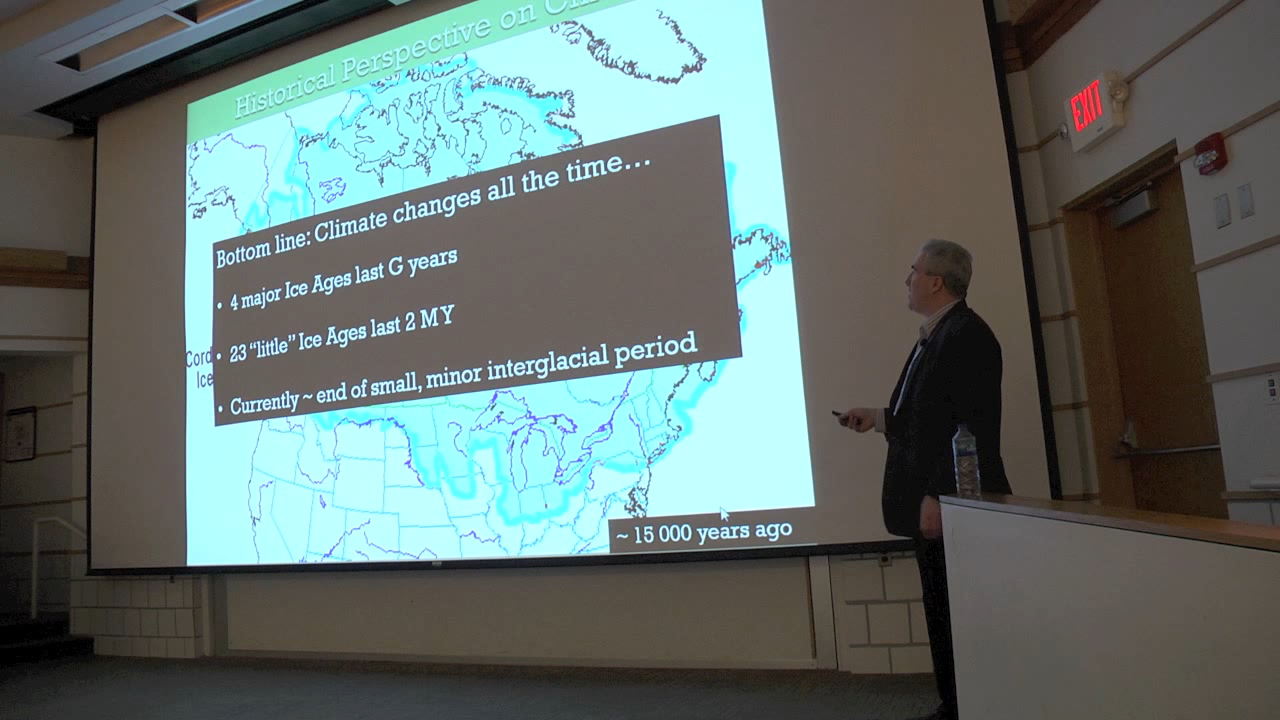 Historical Perspective on
Bottom line: Climate changes all the time...
• 4 major Ice Ages last G years
• 23 "little" Ice Ages last 2 MY
• Currently ~ end of small, minor interglacial period
Cord
Ice
~ 15 000 years ago
EXIT